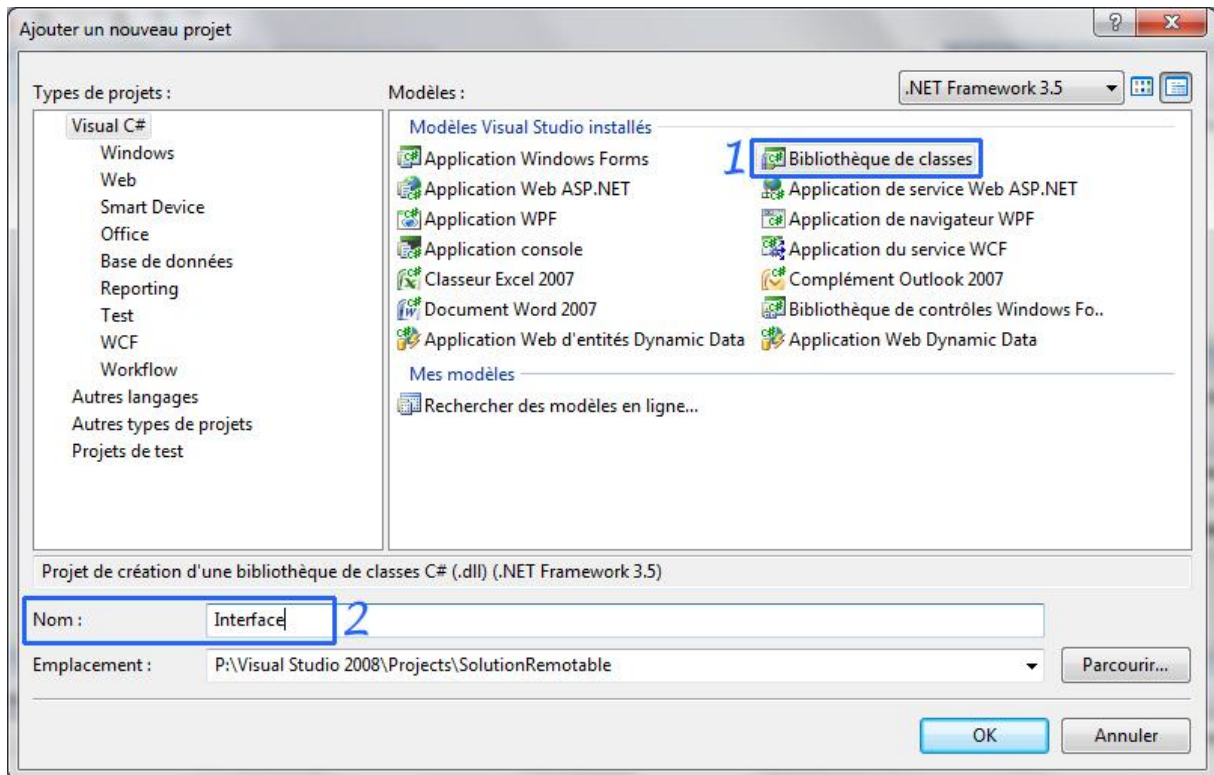 Ajouter un nouveau projet
Types de projets :
Modèles :
.NET Framework 3.5
Visual C#
Windows
Web
Smart Device
Office
Base de données
Reporting
Test
WCF
Workflow
Autres langages
Autres types de projets
Projets de test
Modèles Visual Studio installés
Application Windows Forms
1 Bibliothèque de classes
Application Web ASP.NET
Application de service Web ASP.NET
Application WPF
Application de navigateur WPF
Application console
Application du service WCF
Classeur Excel 2007
Complément Outlook 2007
Document Word 2007
Bibliothèque de contrôles Windows Fo..
Application Web d'entités Dynamic Data
Application Web Dynamic Data
Mes modèles
Rechercher des modèles en ligne...
Projet de création d'une bibliothèque de classes C# (.dll) (.NET Framework 3.5)
Nom : Interface 2
Emplacement : P:\Visual Studio 2008\Projects\SolutionRemotable Parcourir...
OK Annuler